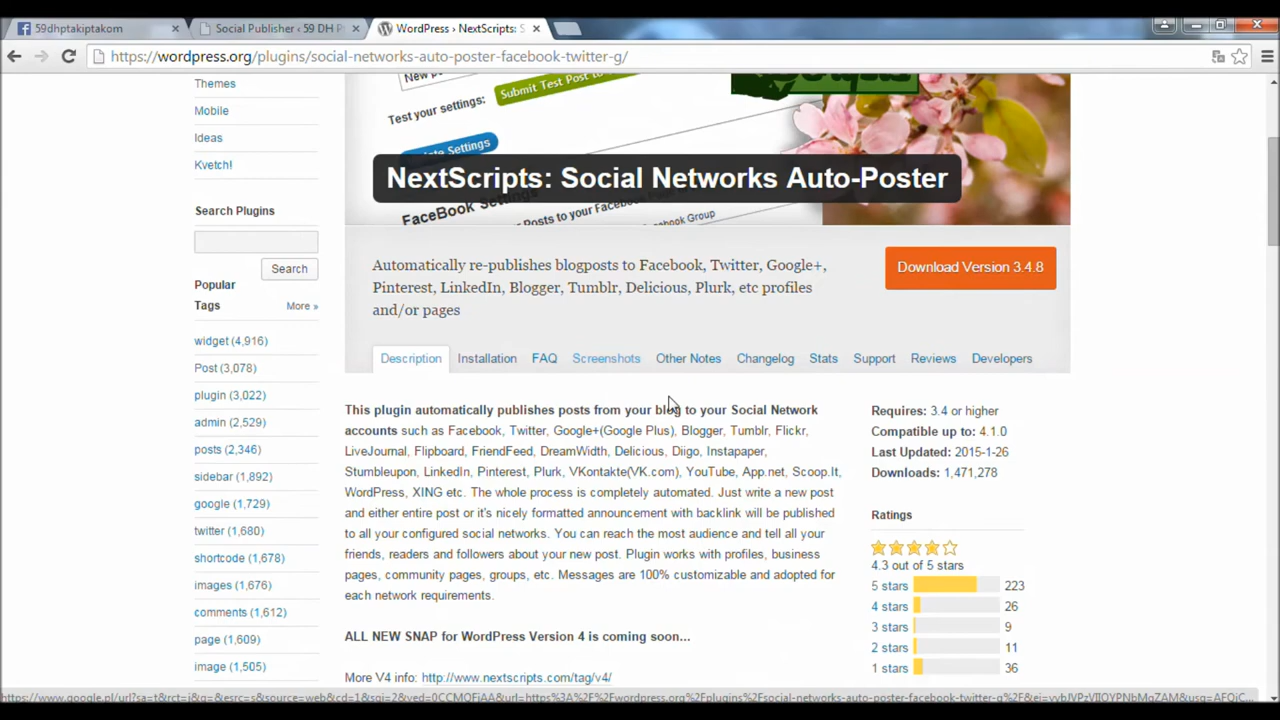 59dhptakiptakom
Social Publisher ‹ 59 DH P
WordPress › NextScripts: S
https://wordpress.org/plugins/social-networks-auto-poster-facebook-twitter-g/
Themes
Mobile
Ideas
Kvetch!
Search Plugins
Search
Popular
Tags
More »
widget (4,916)
Post (3,078)
plugin (3,022)
admin (2,529)
posts (2,346)
sidebar (1,892)
google (1,729)
twitter (1,680)
shortcode (1,678)
images (1,676)
comments (1,612)
page (1,609)
image (1,505)
New po
Test your settings:
Submit Test Post to
Settings
FaceBook Settings
NextScripts: Social Networks Auto-Poster
Automatically re-publishes blogposts to Facebook, Twitter, Google+,
Pinterest, LinkedIn, Blogger, Tumblr, Delicious, Plurk, etc profiles
and/or pages
Download Version 3.4.8
Description Installation FAQ Screenshots Other Notes Changelog Stats Support Reviews Developers
This plugin automatically publishes posts from your blog to your Social Network
accounts such as Facebook, Twitter, Google+(Google Plus), Blogger, Tumblr, Flickr,
LiveJournal, Flipboard, FriendFeed, DreamWidth, Delicious, Diigo, Instapaper,
Stumbleupon, LinkedIn, Pinterest, Plurk, VKontakte(VK.com), YouTube, App.net, Scoop.It,
WordPress, XING etc. The whole process is completely automated. Just write a new post
and either entire post or it's nicely formatted announcement with backlink will be published
to all your configured social networks. You can reach the most audience and tell all your
friends, readers and followers about your new post. Plugin works with profiles, business
pages, community pages, groups, etc. Messages are 100% customizable and adopted for
each network requirements.
ALL NEW SNAP for WordPress Version 4 is coming soon...
More V4 info: http://www.nextscripts.com/tag/v4/
Requires: 3.4 or higher
Compatible up to: 4.1.0
Last Updated: 2015-1-26
Downloads: 1,471,278
Ratings
4.3 out of 5 stars
5 stars 223
4 stars 26
3 stars 9
2 stars 11
1 stars 36